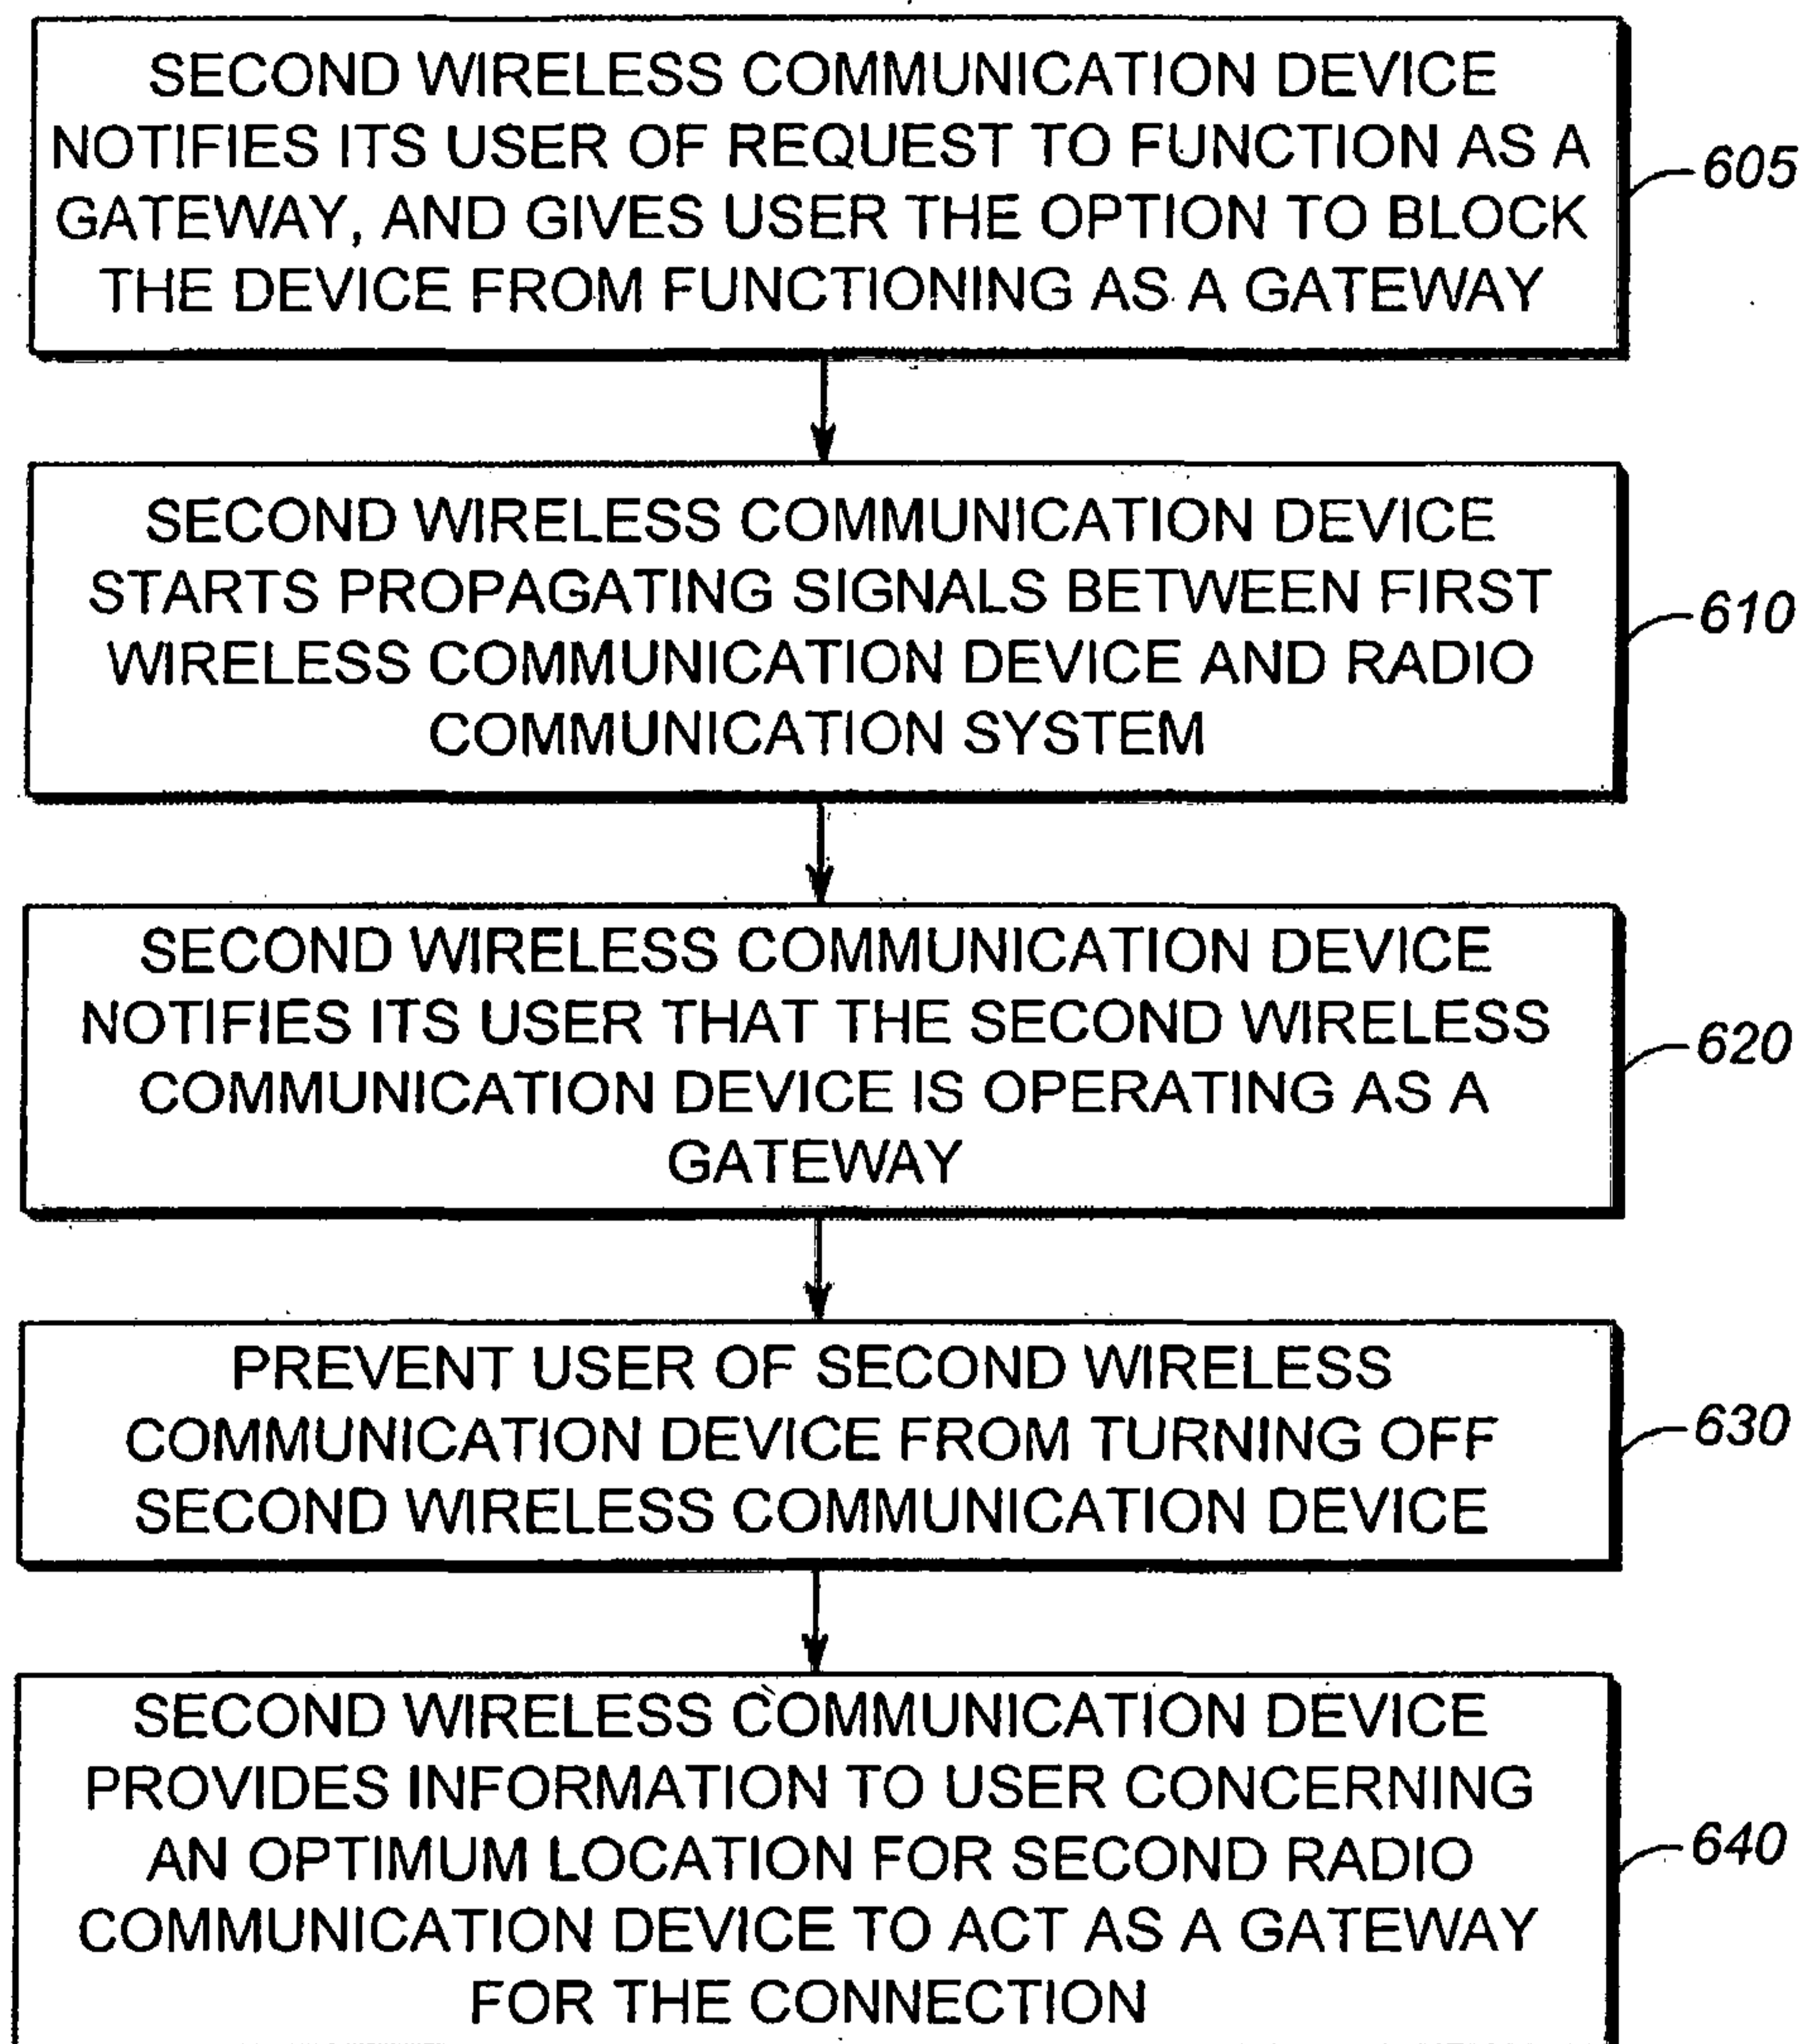 SECOND WIRELESS COMMUNICATION DEVICE
NOTIFIES ITS USER OF REQUEST TO FUNCTION AS A
GATEWAY, AND GIVES USER THE OPTION TO BLOCK
THE DEVICE FROM FUNCTIONING AS A GATEWAY
605
SECOND WIRELESS COMMUNICATION DEVICE
STARTS PROPAGATING SIGNALS BETWEEN FIRST
WIRELESS COMMUNICATION DEVICE AND RADIO
COMMUNICATION SYSTEM
610
SECOND WIRELESS COMMUNICATION DEVICE
NOTIFIES ITS USER THAT THE SECOND WIRELESS
COMMUNICATION DEVICE IS OPERATING AS A
GATEWAY
620
PREVENT USER OF SECOND WIRELESS
COMMUNICATION DEVICE FROM TURNING OFF
SECOND WIRELESS COMMUNICATION DEVICE
630
SECOND WIRELESS COMMUNICATION DEVICE
PROVIDES INFORMATION TO USER CONCERNING
AN OPTIMUM LOCATION FOR SECOND RADIO
COMMUNICATION DEVICE TO ACT AS A GATEWAY
FOR THE CONNECTION
640